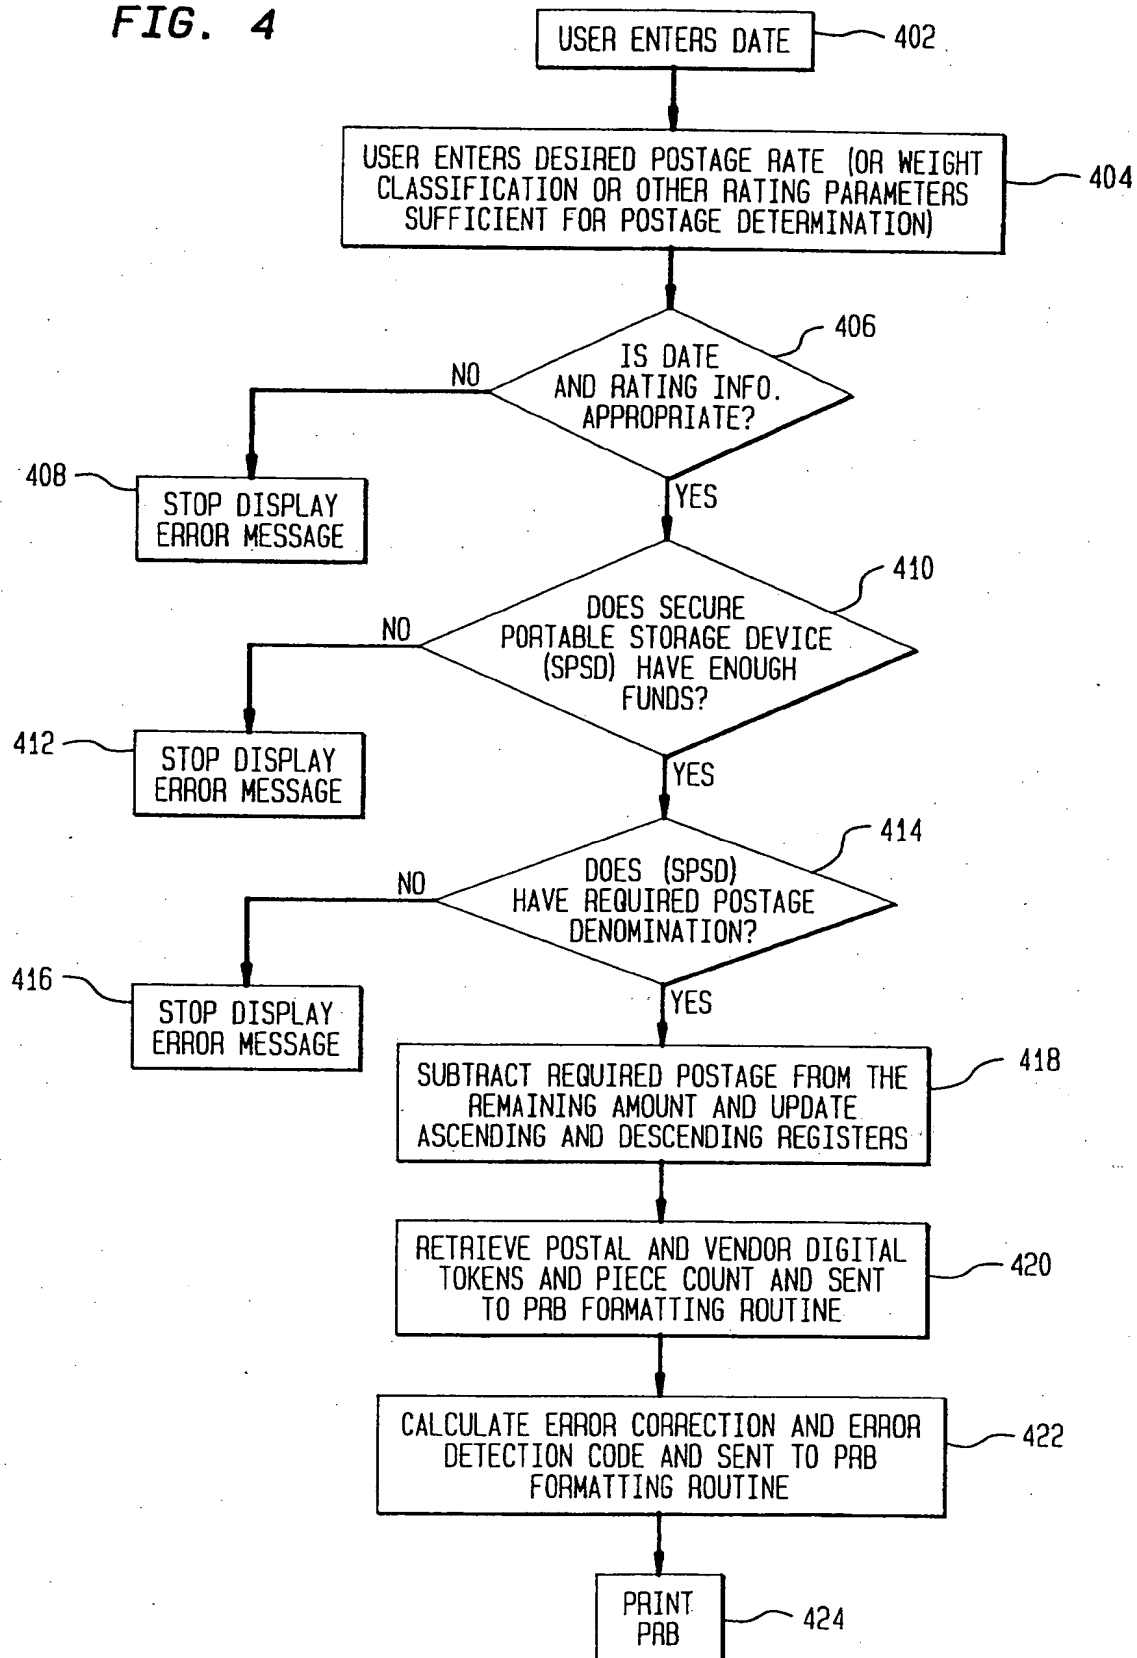 FIG. 4
USER ENTERS DATE
402
USER ENTERS DESIRED POSTAGE RATE (OR WEIGHT
CLASSIFICATION OR OTHER RATING PARAMETERS
SUFFICIENT FOR POSTAGE DETERMINATION)
404
406
IS DATE
AND RATING INFO.
APPROPRIATE?
NO
YES
408
STOP DISPLAY
ERROR MESSAGE
410
DOES SECURE
PORTABLE STORAGE DEVICE
(SPSD) HAVE ENOUGH
FUNDS?
NO
YES
412
STOP DISPLAY
ERROR MESSAGE
414
DOES (SPSD)
HAVE REQUIRED POSTAGE
DENOMINATION?
NO
YES
416
STOP DISPLAY
ERROR MESSAGE
SUBTRACT REQUIRED POSTAGE FROM THE
REMAINING AMOUNT AND UPDATE
ASCENDING AND DESCENDING REGISTERS
418
RETRIEVE POSTAL AND VENDOR DIGITAL
TOKENS AND PIECE COUNT AND SENT
TO PRB FORMATTING ROUTINE
420
CALCULATE ERROR CORRECTION AND ERROR
DETECTION CODE AND SENT TO PRB
FORMATTING ROUTINE
422
PRINT
PRB
424